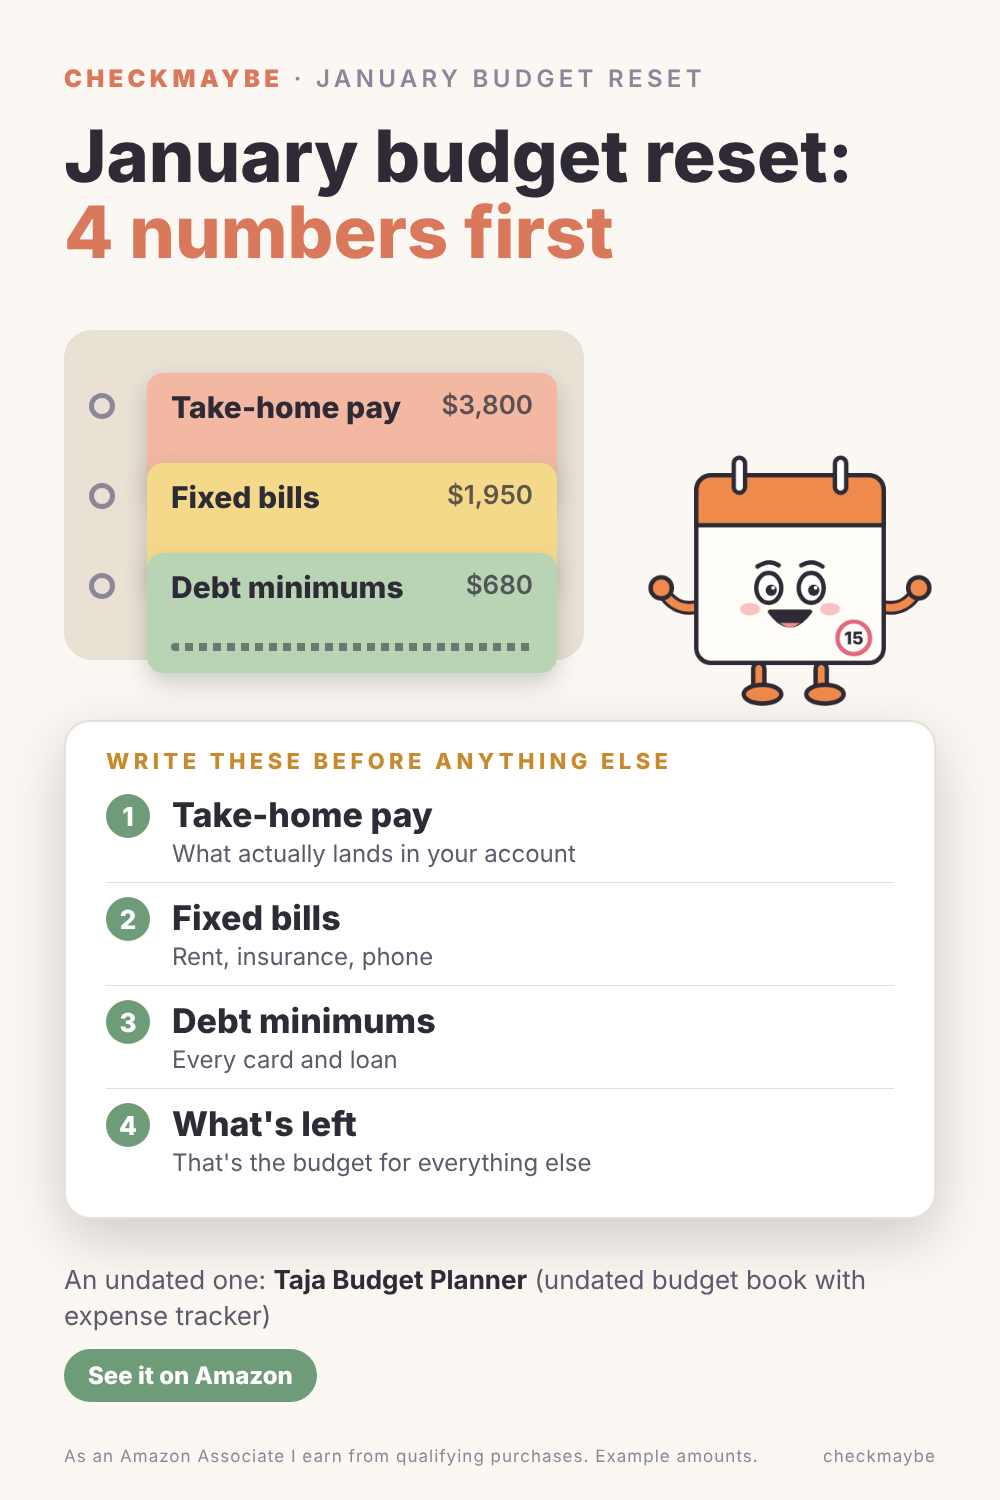 CHECKMAYBE · JANUARY BUDGET RESET
January budget reset:
4 numbers first
Take-home pay $3,800
Fixed bills $1,950
Debt minimums $680
15
WRITE THESE BEFORE ANYTHING ELSE
1 Take-home pay
What actually lands in your account
2 Fixed bills
Rent, insurance, phone
3 Debt minimums
Every card and loan
4 What's left
That's the budget for everything else
An undated one: Taja Budget Planner (undated budget book with
expense tracker)
See it on Amazon
As an Amazon Associate I earn from qualifying purchases. Example amounts. checkmaybe